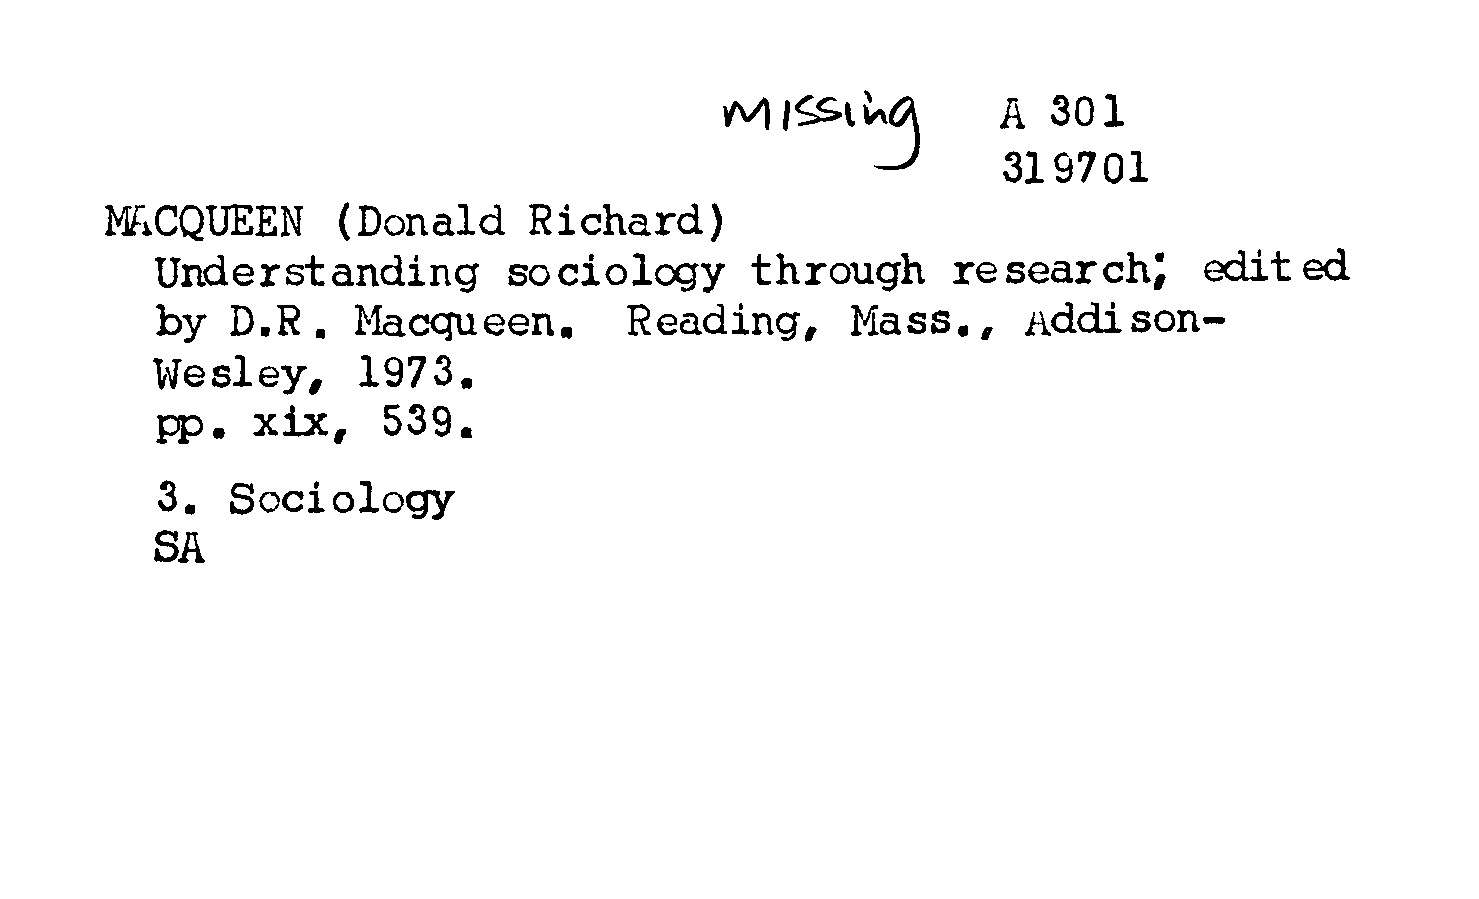 missing A 301
319701
MACQUEEN (Donald Richard)
Understanding sociology through research; edited
by D.R. Macqueen. Reading, Mass., Addison-
Wesley, 1973.
pp. xix, 539.
3. Sociology
SA